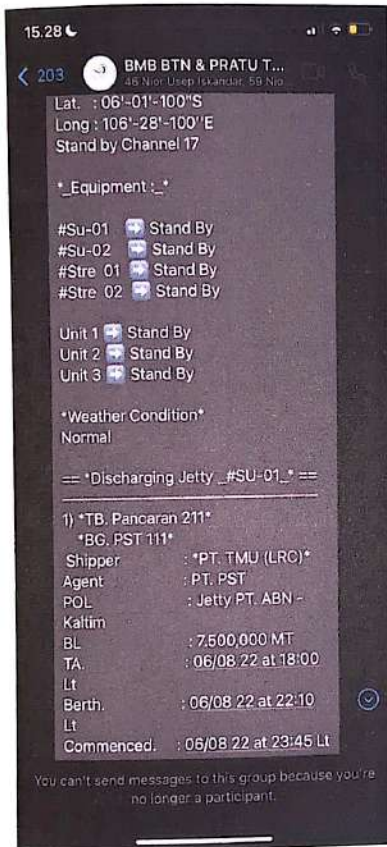 15.28
203
BMB BTN & PRATU T...
46 Nior Usep Iskandar, 59 Nio...
Lat. : 06'-01'-100"S
Long : 106'-28'-100''E
Stand by Channel 17
*_Equipment :_*
#Su-01 ➡ Stand By
#Su-02 ➡ Stand By
#Stre 01 ➡ Stand By
#Stre 02 ➡ Stand By
Unit 1 ➡ Stand By
Unit 2 ➡ Stand By
Unit 3 ➡ Stand By
*Weather Condition*
Normal
== *Discharging Jetty _#SU-01_* ==
1) *TB. Pancaran 211*
*BG. PST 111*
Shipper : *PT. TMU (LRC)*
Agent : PT. PST
POL : Jetty PT. ABN -
Kaltim
BL : 7.500,000 MT
TA. : 06/08 22 at 18:00
Lt
Berth. : 06/08 22 at 22:10
Lt
Commenced. : 06/08 22 at 23:45 Lt
You can't send messages to this group because you're
no longer a participant.